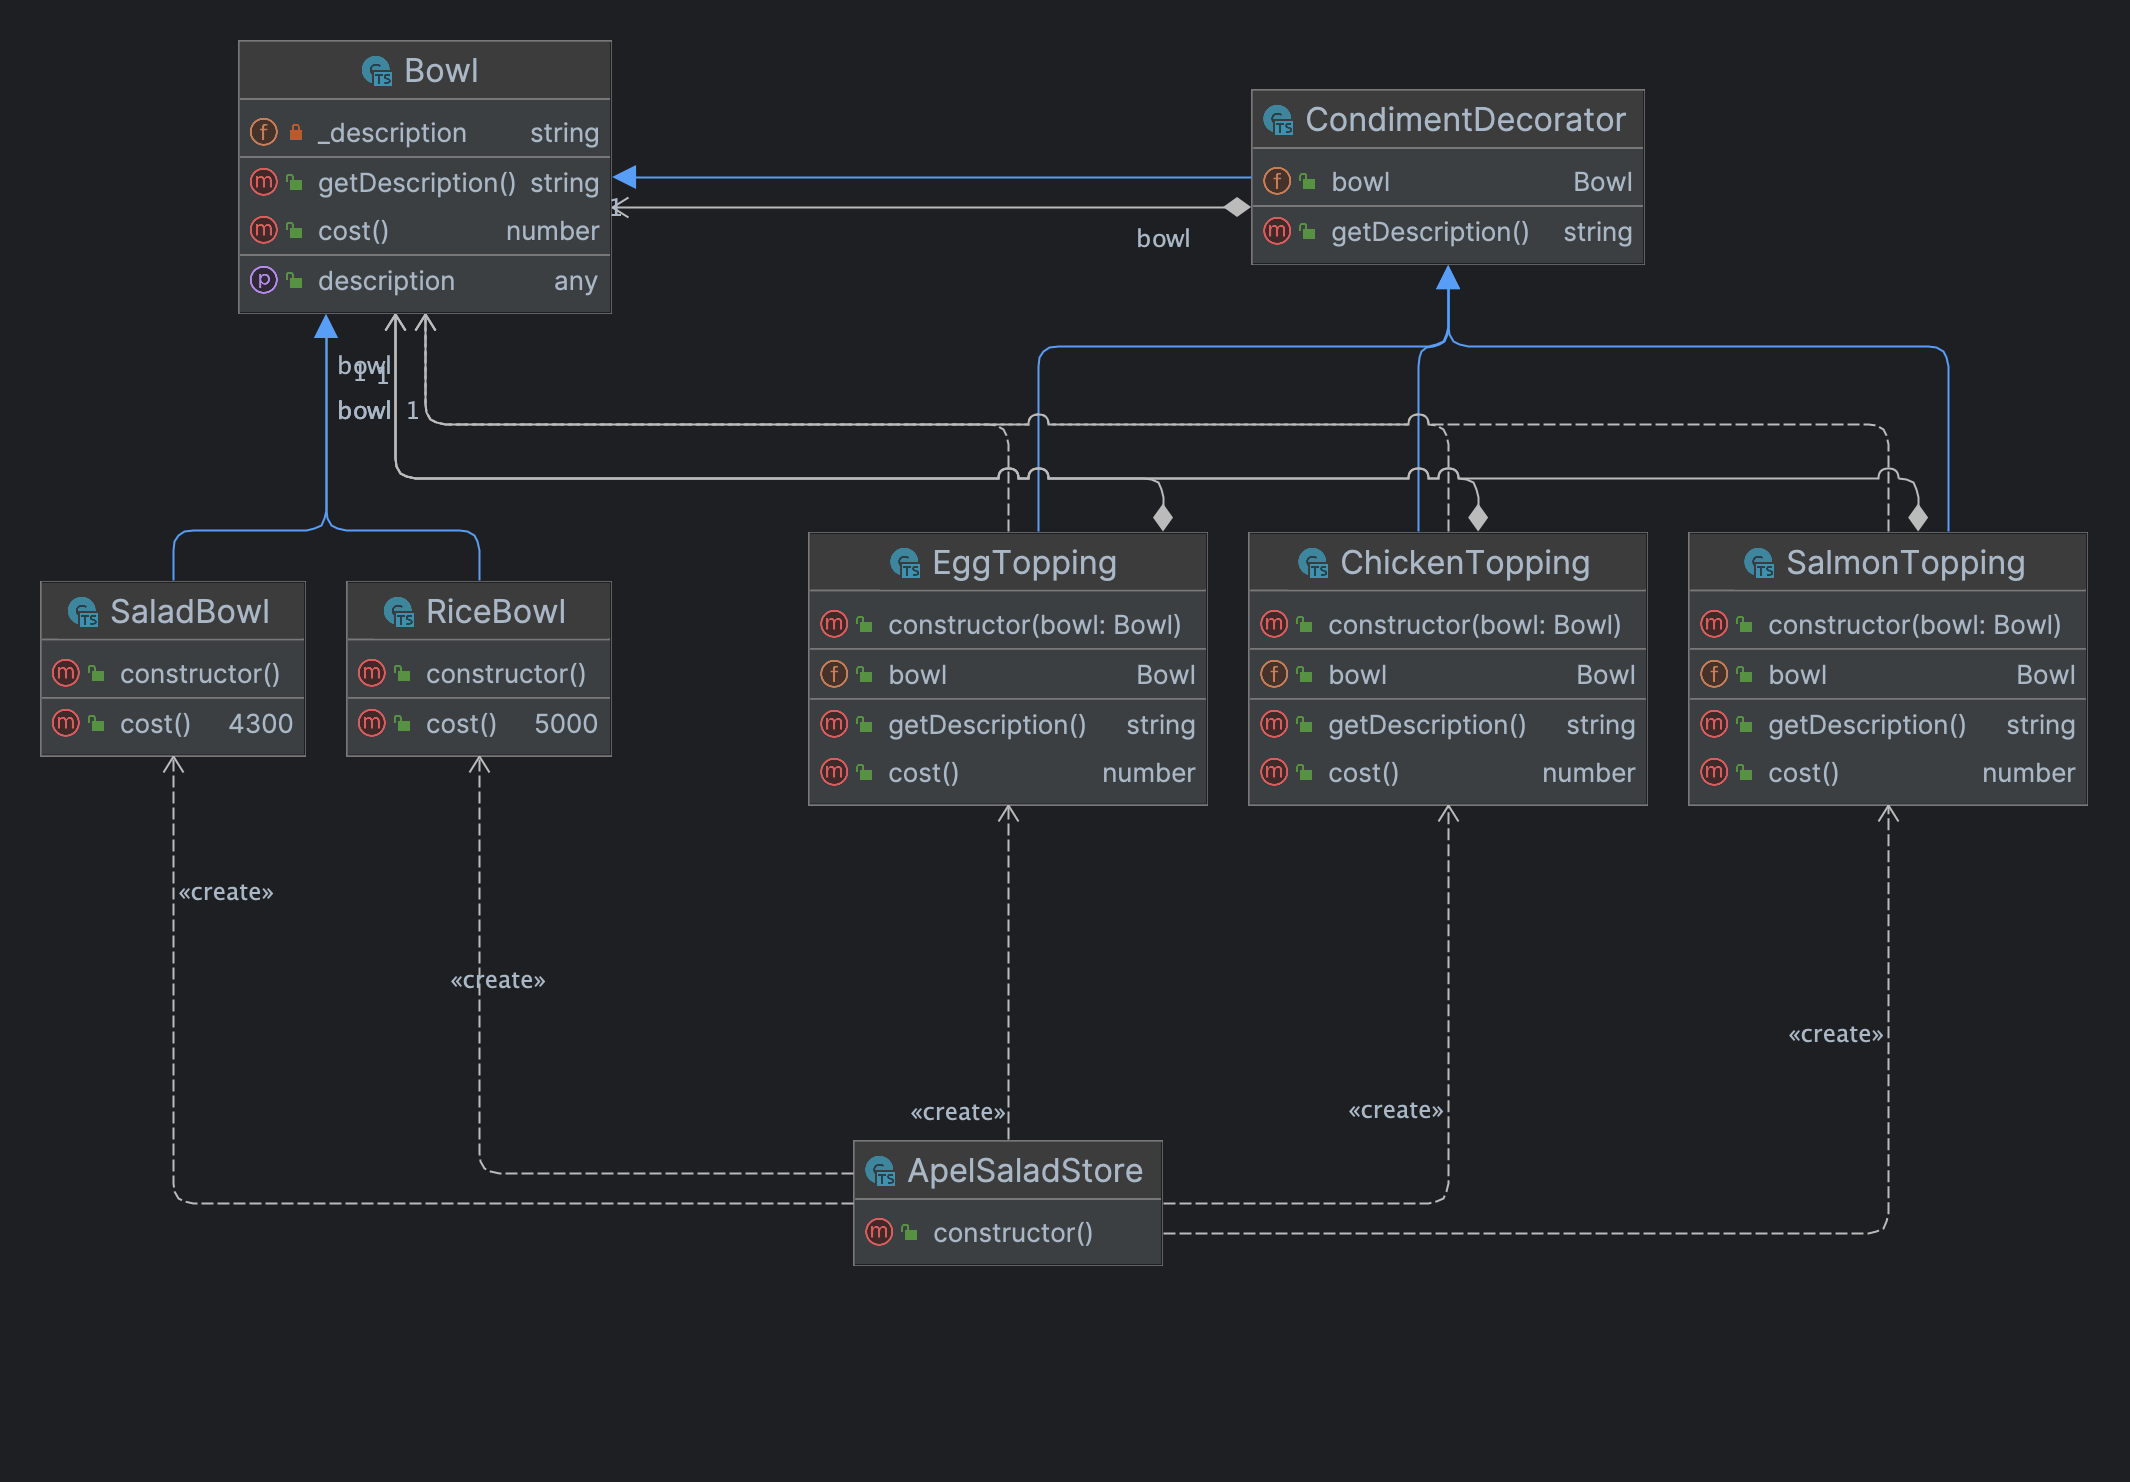 Bowl
_description string
getDescription() string
cost() number
description any
CondimentDecorator
bowl Bowl
getDescription() string
1
bowl
bowl
1 1
bowl 1
SaladBowl
constructor()
cost() 4300
RiceBowl
constructor()
cost() 5000
EggTopping
constructor(bowl: Bowl)
bowl Bowl
getDescription() string
cost() number
ChickenTopping
constructor(bowl: Bowl)
bowl Bowl
getDescription() string
cost() number
SalmonTopping
constructor(bowl: Bowl)
bowl Bowl
getDescription() string
cost() number
«create»
«create»
«create»
«create»
«create»
ApelSaladStore
constructor()